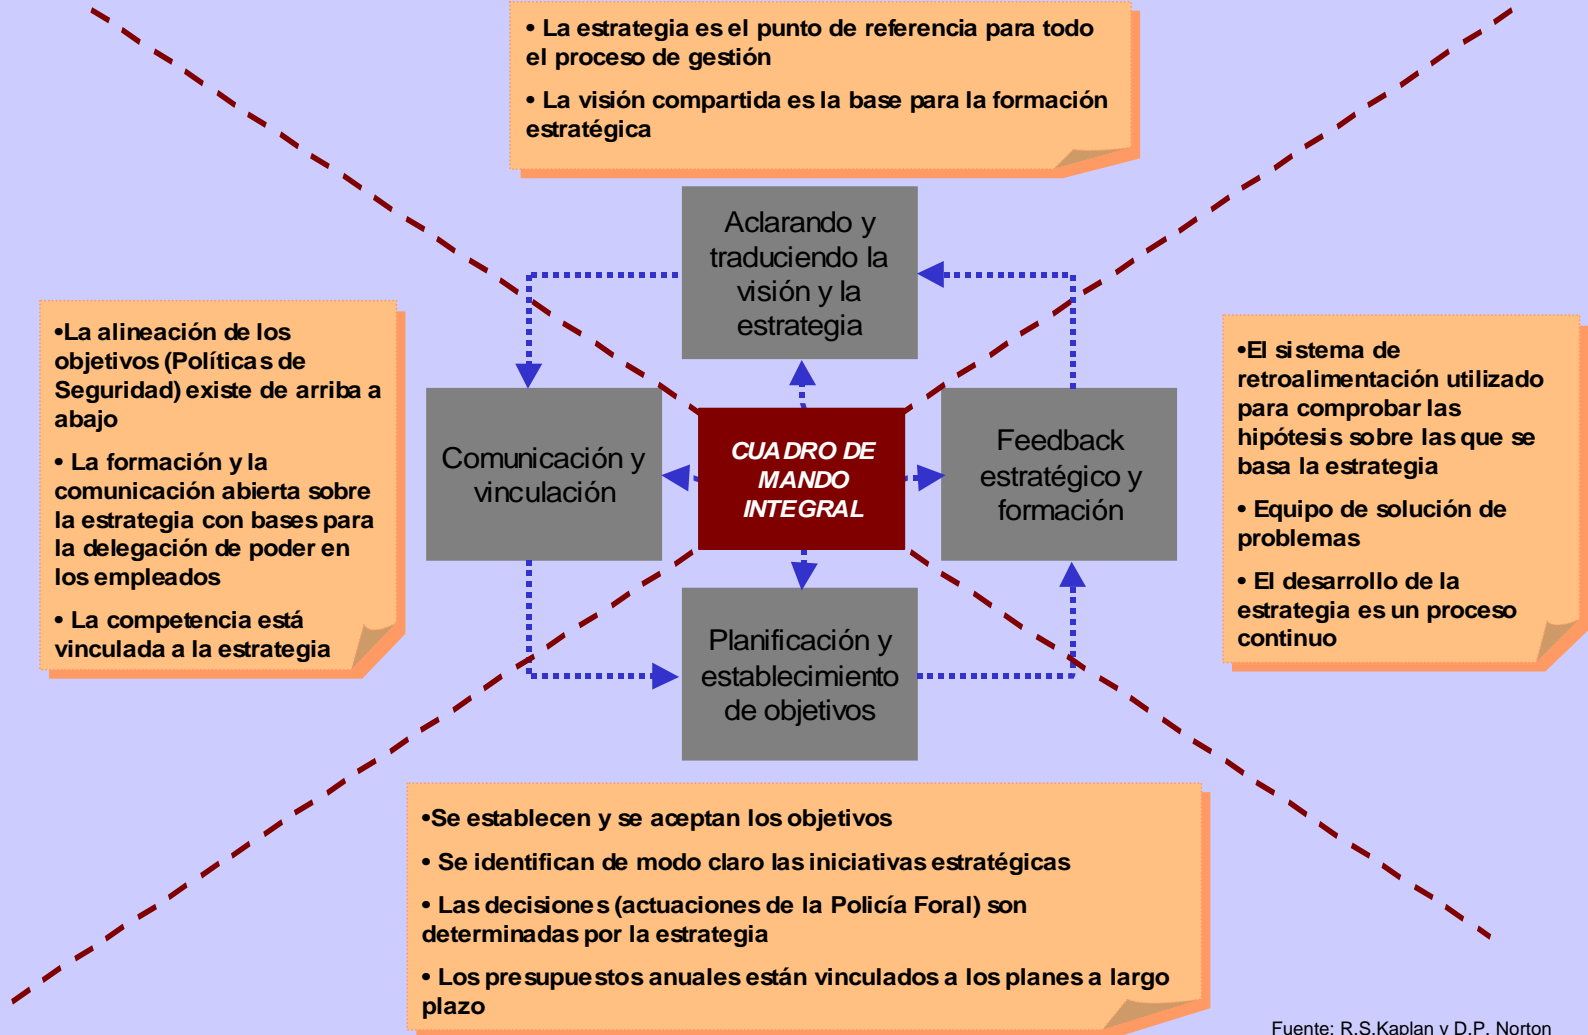 • La estrategia es el punto de referencia para todo
el proceso de gestión
• La visión compartida es la base para la formación
estratégica
Aclarando y
traduciendo la
visión y la
estrategia
•La alineación de los
objetivos (Políticas de
Seguridad) existe de arriba a
abajo
• La formación y la
comunicación abierta sobre
la estrategia con bases para
la delegación de poder en
los empleados
• La competencia está
vinculada a la estrategia
Comunicación y
vinculación
CUADRO DE
MANDO
INTEGRAL
Feedback
estratégico y
formación
•El sistema de
retroalimentación utilizado
para comprobar las
hipótesis sobre las que se
basa la estrategia
• Equipo de solución de
problemas
• El desarrollo de la
estrategia es un proceso
continuo
Planificación y
establecimiento
de objetivos
•Se establecen y se aceptan los objetivos
• Se identifican de modo claro las iniciativas estratégicas
• Las decisiones (actuaciones de la Policía Foral) son
determinadas por la estrategia
• Los presupuestos anuales están vinculados a los planes a largo
plazo
Fuente: R.S.Kaplan y D.P. Norton